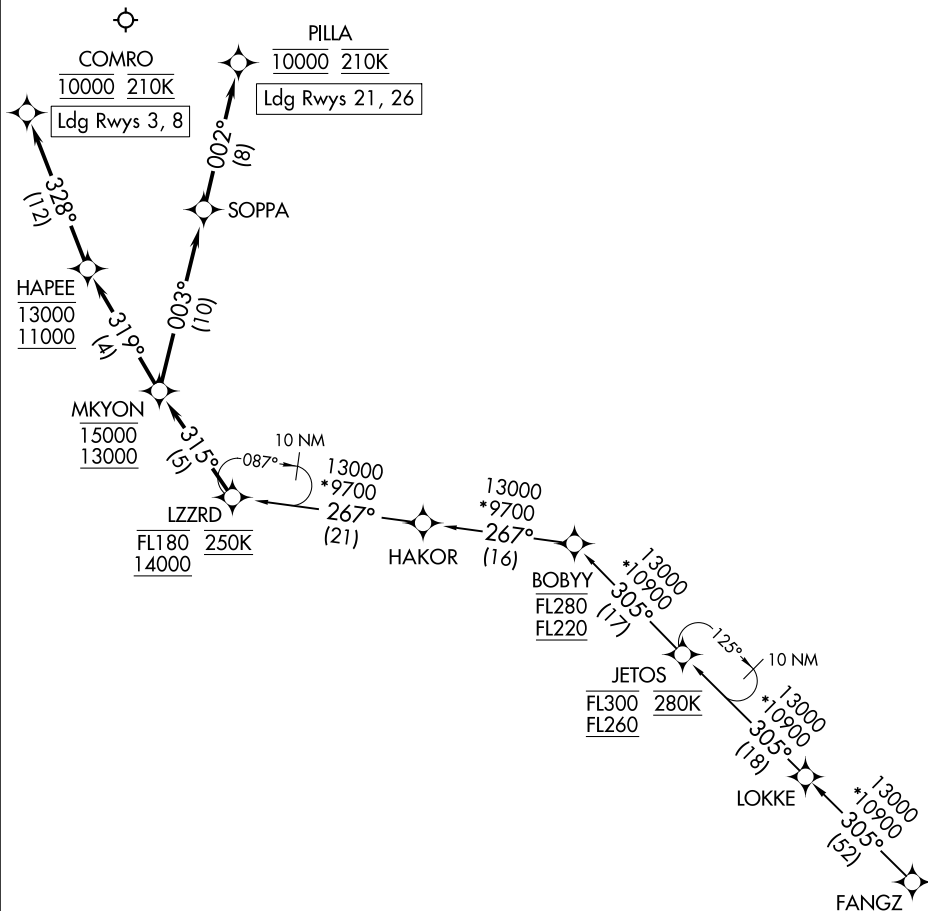 COMRO
10000 210K
Ldg Rwys 3, 8
PILLA
10000 210K
Ldg Rwys 21, 26
002°
(8)
SOPPA
328°
(12)
HAPEE
13000
11000
003°
(10)
319°
(4)
MKYON
15000
13000
315°
(5)
10 NM
087°
LZZRD
FL180 250K
14000
13000
*9700
267°
(21)
HAKOR
13000
*9700
267°
(16)
BOBYY
FL280
FL220
13000
*10900
305°
(17)
125°
10 NM
JETOS
FL300 280K
FL260
13000
*10900
305°
(18)
LOKKE
13000
*10900
305°
(52)
FANGZ